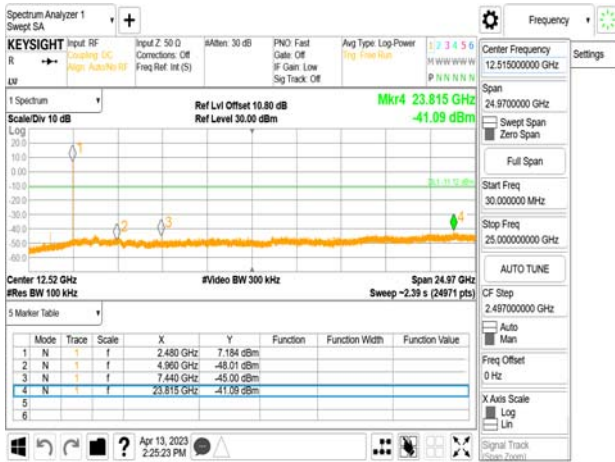 Spectrum Analyzer 1
Swept SA
Frequency
Settings
KEYSIGHT
R
Input: RF
Coupling: DC
Align: Auto/No RF
Input Z: 50 Ω
Corrections: Off
Freq Ref: Int (S)
#Atten: 30 dB
PNO: Fast
Gate: Off
IF Gain: Low
Sig Track: Off
Avg Type: Log-Power
Trig: Free Run
1 2 3 4 5 6
M W W W W W
P N N N N N
1 Spectrum
Scale/Div 10 dB
Ref Lvl Offset 10.80 dB
Ref Level 30.00 dBm
Mkr4 23.815 GHz
-41.09 dBm
Log
20.0
10.0
0.00
-10.0
-20.0
-30.0
-40.0
-50.0
-60.0
1
2
3
4
Center 12.52 GHz
#Res BW 100 kHz
#Video BW 300 kHz
Span 24.97 GHz
Sweep ~2.39 s (24971 pts)
5 Marker Table
Mode Trace Scale X Y Function Function Width Function Value
1 N 1 f 2.480 GHz 7.184 dBm
2 N 1 f 4.960 GHz -48.01 dBm
3 N 1 f 7.440 GHz -45.00 dBm
4 N 1 f 23.815 GHz -41.09 dBm
5
6
Apr 13, 2023
2:25:23 PM
Center Frequency
12.515000000 GHz
Span
24.9700000 GHz
Swept Span
Zero Span
Full Span
Start Freq
30.000000 MHz
Stop Freq
25.000000000 GHz
AUTO TUNE
CF Step
2.497000000 GHz
Auto
Man
Freq Offset
0 Hz
X Axis Scale
Log
Lin
Signal Track
(Span Zoom)